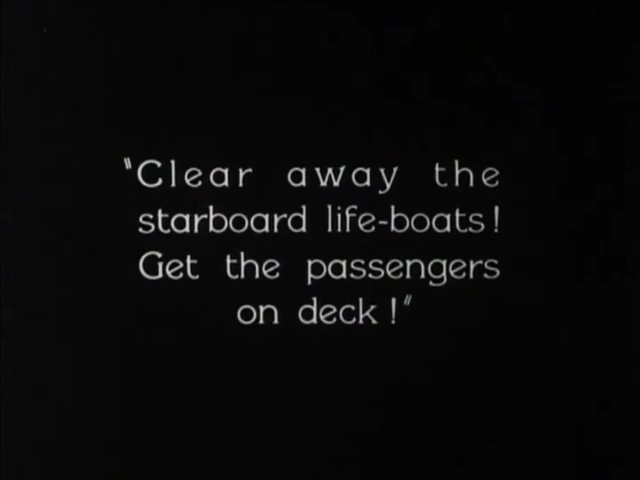 "Clear away the
starboard life-boats!
Get the passengers
on deck!"